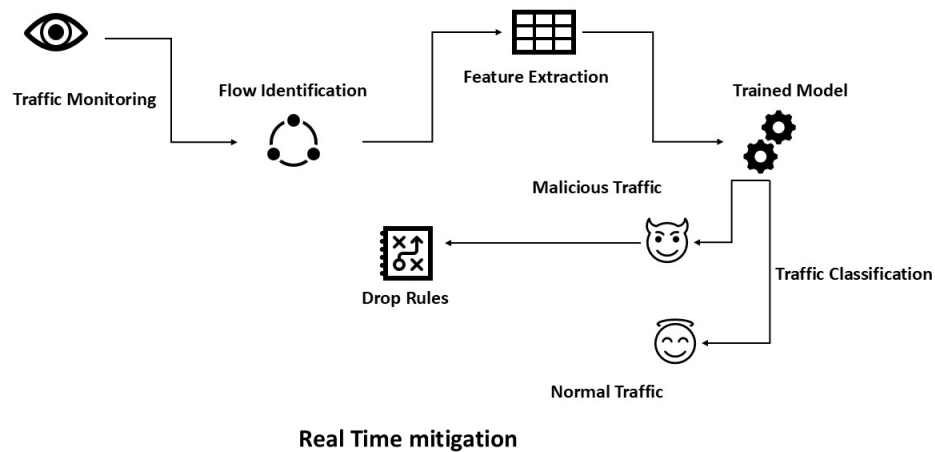 Traffic Monitoring
Flow Identification
Feature Extraction
Trained Model
Malicious Traffic
Drop Rules
Traffic Classification
Normal Traffic
Real Time mitigation